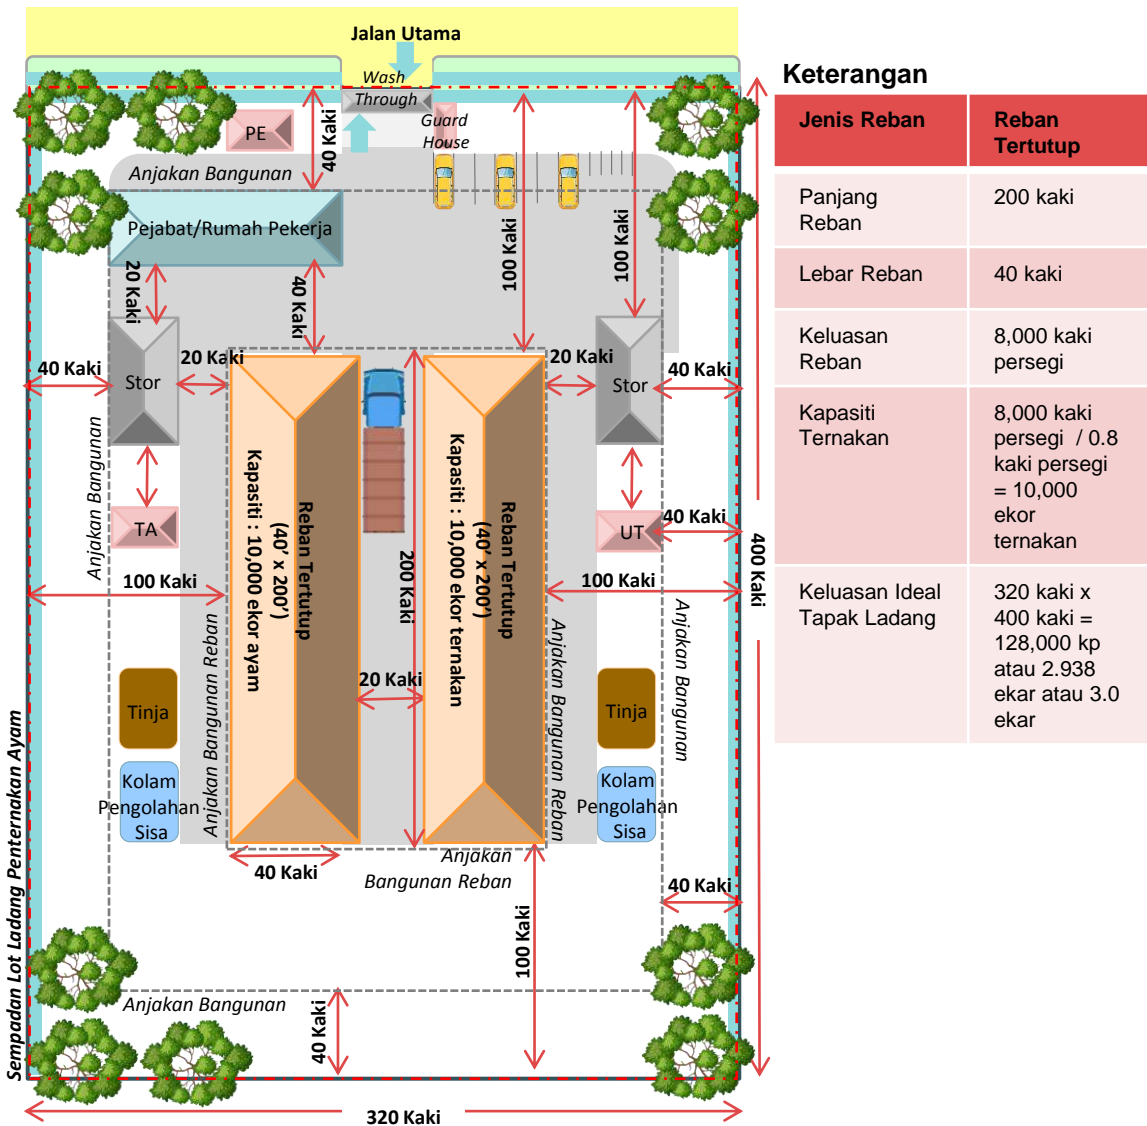 Jalan Utama
Wash
Through
Guard
House
PE
40 Kaki
Anjakan Bangunan
Pejabat/Rumah Pekerja
100 Kaki
100 Kaki
20 Kaki
40 Kaki
40 Kaki
Stor
20 Kaki
20 Kaki
Stor
40 Kaki
Anjakan Bangunan
TA
UT
40 Kaki
Reban Tertutup
(40’ x 200’)
Kapasiti : 10,000 ekor ayam
200 Kaki
Reban Tertutup
(40’ x 200’)
Kapasiti : 10,000 ekor ternakan
400 Kaki
100 Kaki
100 Kaki
Anjakan Bangunan Reban
20 Kaki
Anjakan Bangunan Reban
Anjakan Bangunan
Tinja
Tinja
Kolam
Pengolahan
Sisa
Kolam
Pengolahan
Sisa
40 Kaki
Anjakan
Bangunan Reban
40 Kaki
100 Kaki
Anjakan Bangunan
40 Kaki
Sempadan Lot Ladang Penternakan Ayam
320 Kaki
Keterangan
Jenis Reban
Reban
Tertutup
Panjang
Reban
200 kaki
Lebar Reban
40 kaki
Keluasan
Reban
8,000 kaki
persegi
Kapasiti
Ternakan
8,000 kaki
persegi / 0.8
kaki persegi
= 10,000
ekor
ternakan
Keluasan Ideal
Tapak Ladang
320 kaki x
400 kaki =
128,000 kp
atau 2.938
ekar atau 3.0
ekar